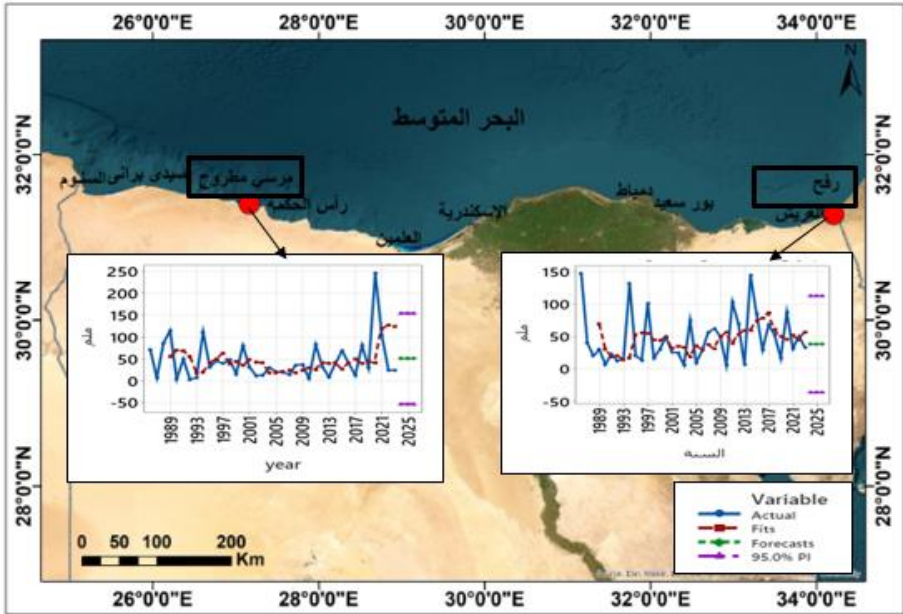 26°0'0"E 28°0'0"E 30°0'0"E 32°0'0"E 34°0'0"E
N
32°0'0"N 32°0'0"N
30°0'0"N 30°0'0"N
28°0'0"N 28°0'0"N
البحر المتوسط
السلوم
سيدى برانى
مرسي مطروح
رأس الحكمة
العلمين
الإسكندرية
دمياط
بور سعيد
العريش
رفح
250
200
150
100
50
0
-50
ملم
1989 1993 1997 2001 2005 2009 2013 2017 2021 2025
year
150
100
50
0
-50
ملم
1989 1993 1997 2001 2005 2009 2013 2017 2021 2025
السنة
Variable
Actual
Fits
Forecasts
95.0% PI
0 50 100 200
Km
26°0'0"E 28°0'0"E 30°0'0"E 32°0'0"E 34°0'0"E